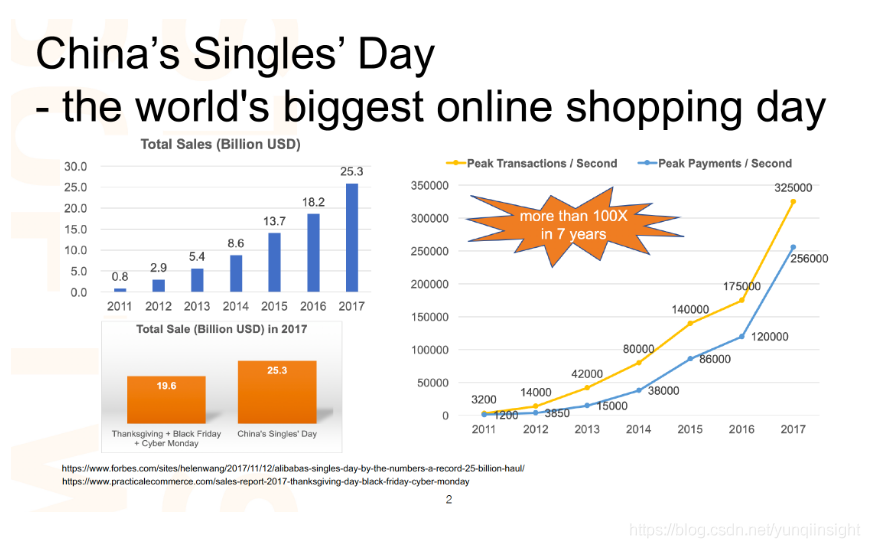 China's Singles' Day
- the world's biggest online shopping day
Total Sales (Billion USD)
30.0
25.0
20.0
15.0
10.0
5.0
0.0
0.8
2.9
5.4
8.6
13.7
18.2
25.3
2011 2012 2013 2014 2015 2016 2017
Total Sale (Billion USD) in 2017
19.6
25.3
Thanksgiving + Black Friday
+ Cyber Monday
China's Singles' Day
Peak Transactions / Second Peak Payments / Second
350000
300000
250000
200000
150000
100000
50000
0
more than 100X
in 7 years
3200
14000
42000
80000
140000
175000
325000
1200
3850
15000
38000
86000
120000
256000
2011 2012 2013 2014 2015 2016 2017
https://www.forbes.com/sites/helenwang/2017/11/12/alibabas-singles-day-by-the-numbers-a-record-25-billion-haul/
https://www.practicalecommerce.com/sales-report-2017-thanksgiving-day-black-friday-cyber-monday
2
https://blog.csdn.net/yunqiinsight